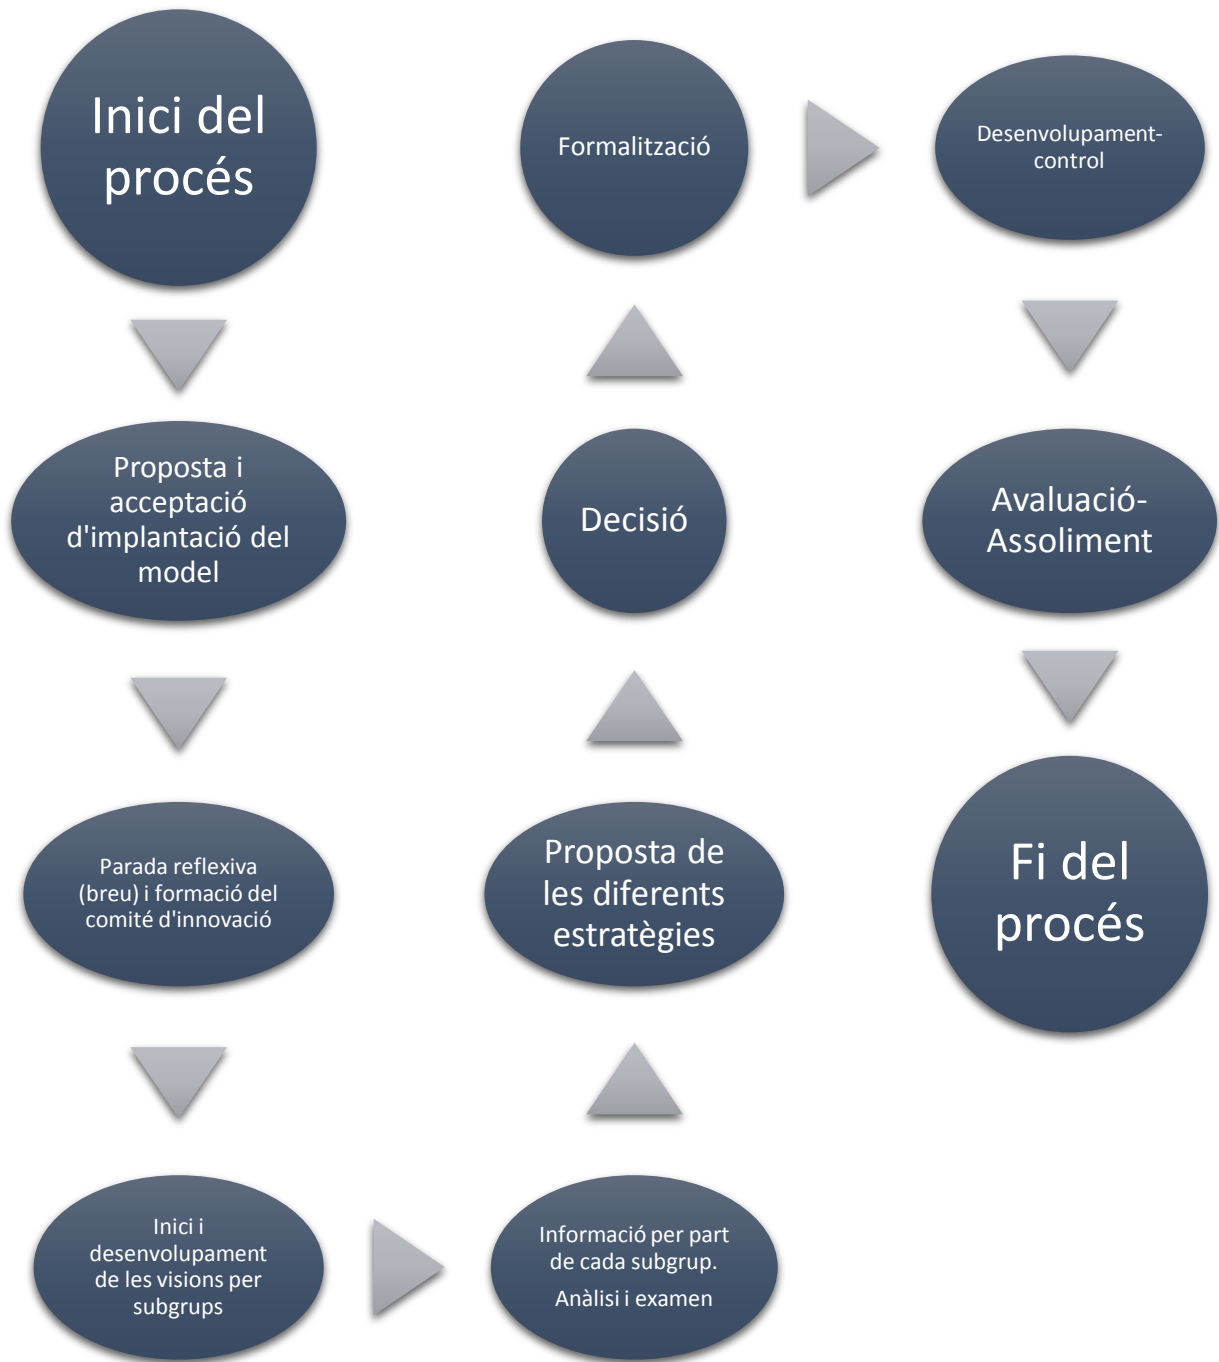 Inici del
procés
Proposta i
acceptació
d'implantació del
model
Parada reflexiva
(breu) i formació del
comité d'innovació
Inici i
desenvolupament
de les visions per
subgrups
Informació per part
de cada subgrup.
Anàlisi i examen
Proposta de
les diferents
estratègies
Decisió
Formalització
Desenvolupament-
control
Avaluació-
Assoliment
Fi del
procés